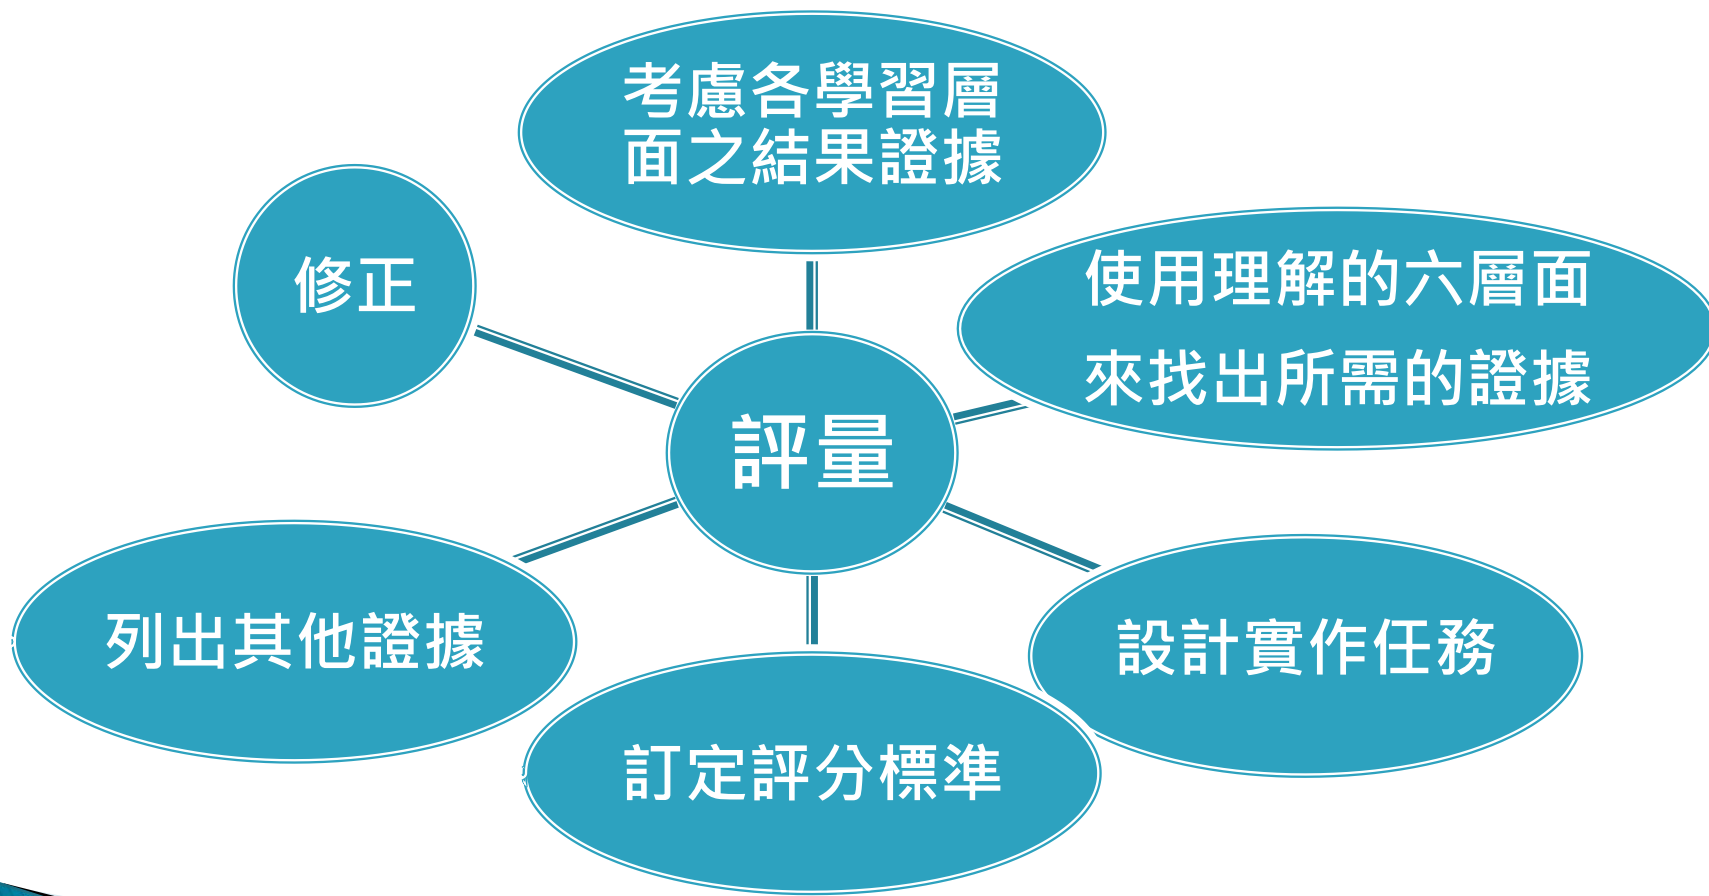 考慮各學習層
面之結果證據
使用理解的六層面
來找出所需的證據
設計實作任務
訂定評分標準
列出其他證據
修正
評量